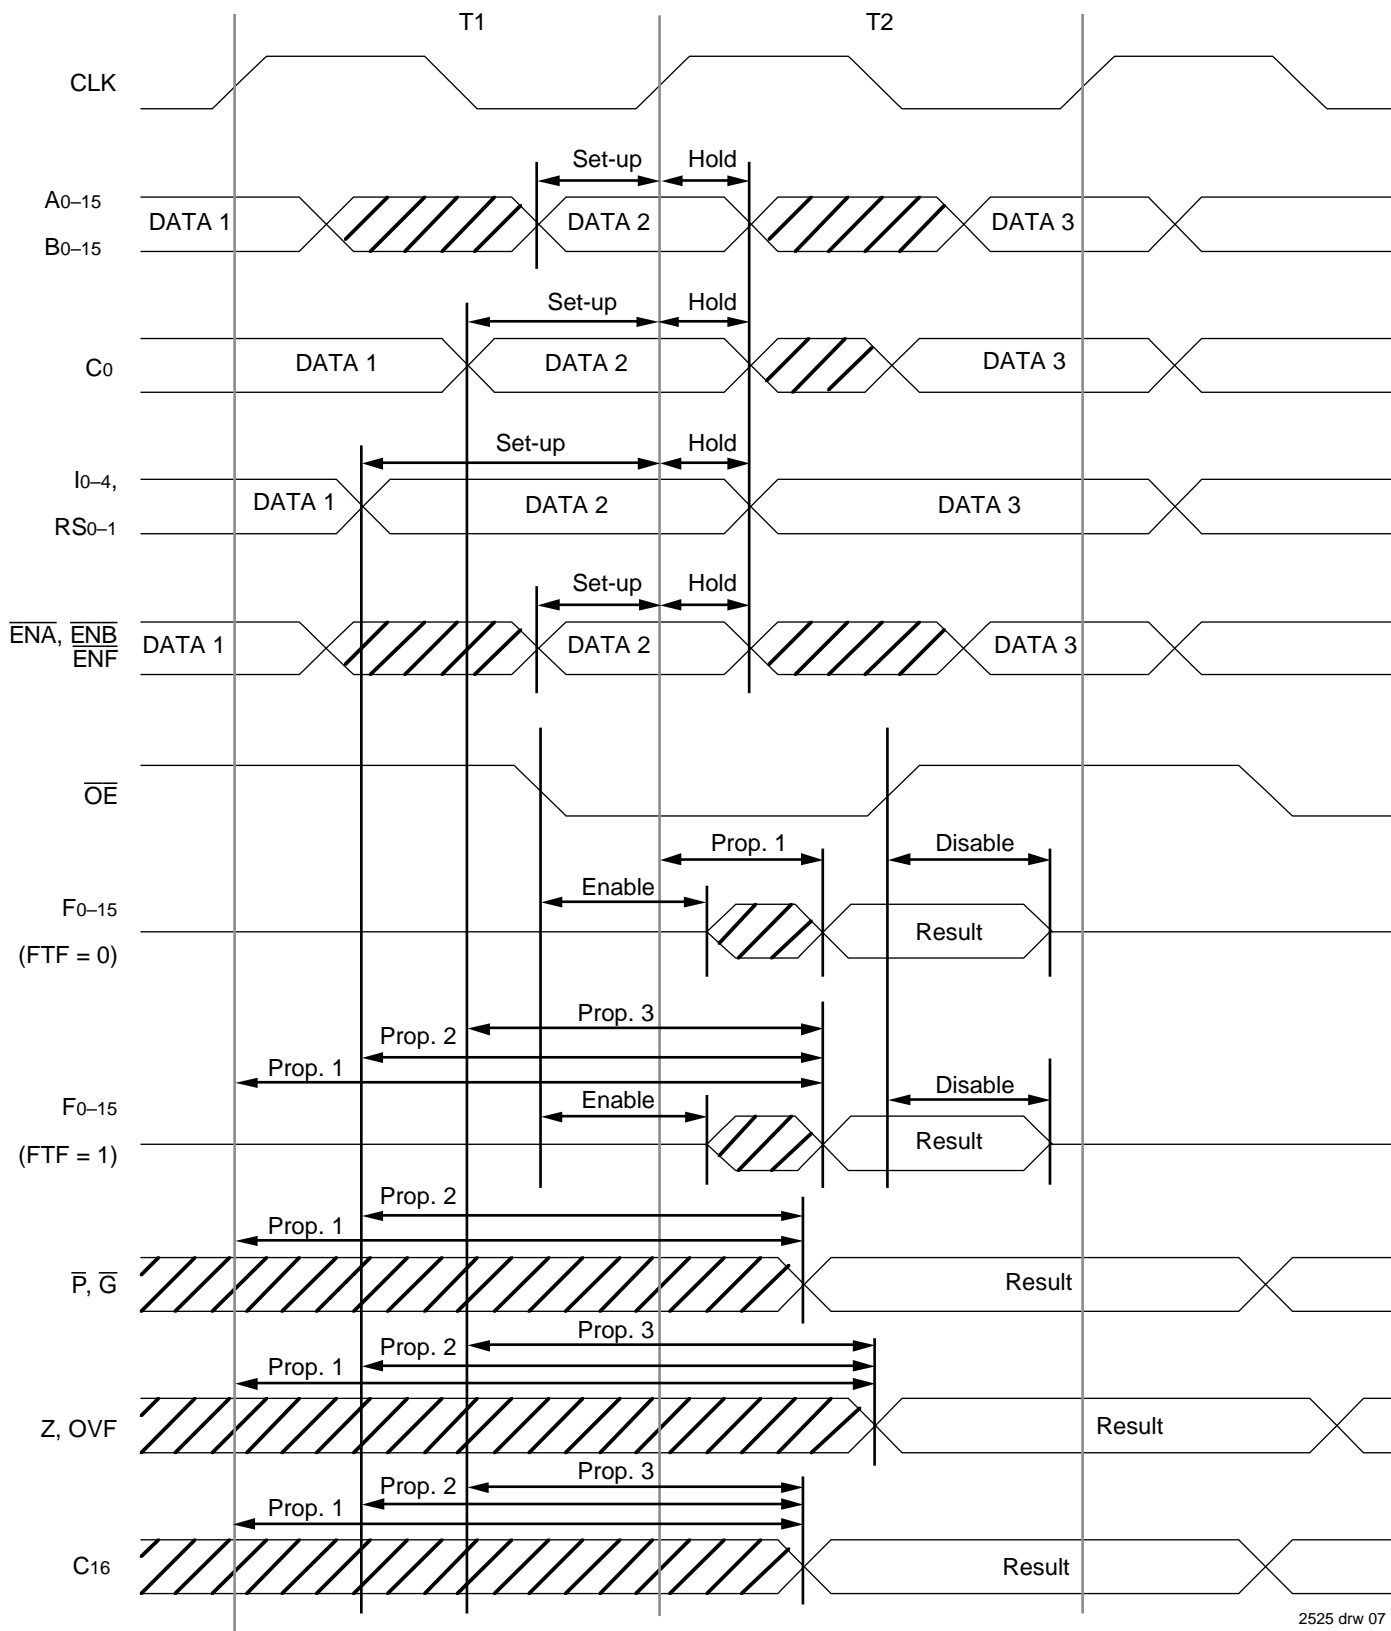 T1 T2
CLK
Set-up Hold
A0–15
DATA 1 DATA 2 DATA 3
B0–15
Set-up Hold
C0 DATA 1 DATA 2 DATA 3
Set-up Hold
I0–4,
DATA 1 DATA 2 DATA 3
RS0–1
Set-up Hold
E̅N̅A̅, E̅N̅B̅ DATA 1 DATA 2 DATA 3
E̅N̅F̅
O̅E̅
Prop. 1 Disable
Enable
F0–15
Result
(FTF = 0)
Prop. 3
Prop. 2
Prop. 1
Disable
Enable
F0–15
Result
(FTF = 1)
Prop. 2
Prop. 1
P̅, G̅ Result
Prop. 3
Prop. 2
Prop. 1
Z, OVF Result
Prop. 3
Prop. 2
Prop. 1
C16 Result
2525 drw 07